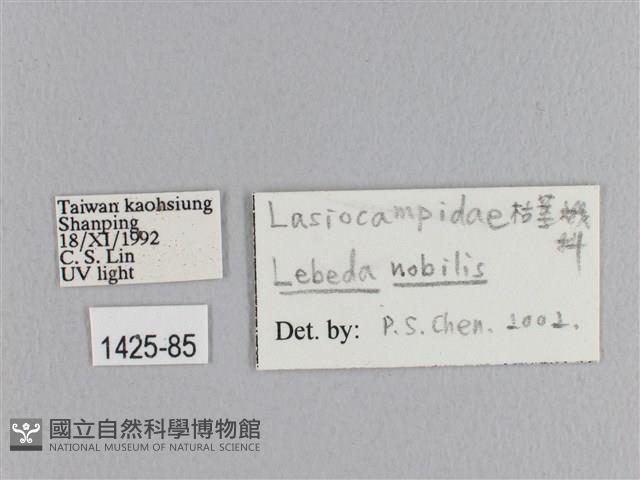 Taiwan kaohsiung
Shanping
18/XI/1992
C. S. Lin
UV light
1425-85
Lasiocampidae 枯葉蛾
科
Lebeda nobilis
Det. by: P. S. Chen. 2002.
國立自然科學博物館
NATIONAL MUSEUM OF NATURAL SCIENCE